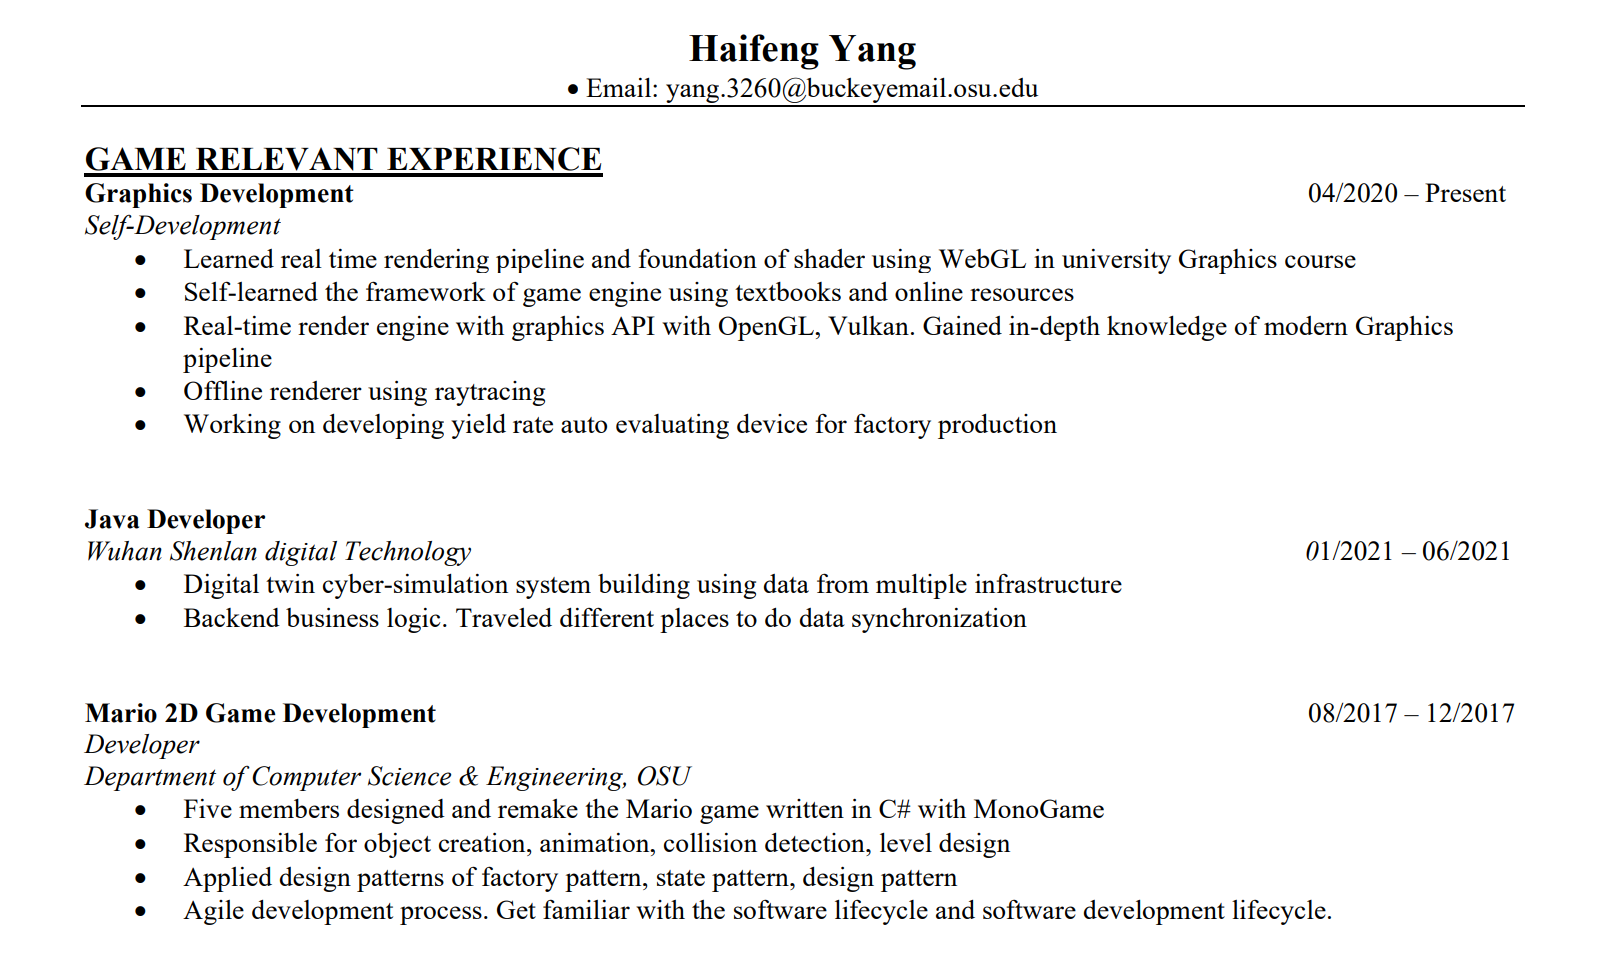 Haifeng Yang
• Email: yang.3260@buckeyemail.osu.edu
GAME RELEVANT EXPERIENCE
Graphics Development 04/2020 – Present
Self-Development
• Learned real time rendering pipeline and foundation of shader using WebGL in university Graphics course
• Self-learned the framework of game engine using textbooks and online resources
• Real-time render engine with graphics API with OpenGL, Vulkan. Gained in-depth knowledge of modern Graphics
pipeline
• Offline renderer using raytracing
• Working on developing yield rate auto evaluating device for factory production
Java Developer
Wuhan Shenlan digital Technology 01/2021 – 06/2021
• Digital twin cyber-simulation system building using data from multiple infrastructure
• Backend business logic. Traveled different places to do data synchronization
Mario 2D Game Development 08/2017 – 12/2017
Developer
Department of Computer Science & Engineering, OSU
• Five members designed and remake the Mario game written in C# with MonoGame
• Responsible for object creation, animation, collision detection, level design
• Applied design patterns of factory pattern, state pattern, design pattern
• Agile development process. Get familiar with the software lifecycle and software development lifecycle.